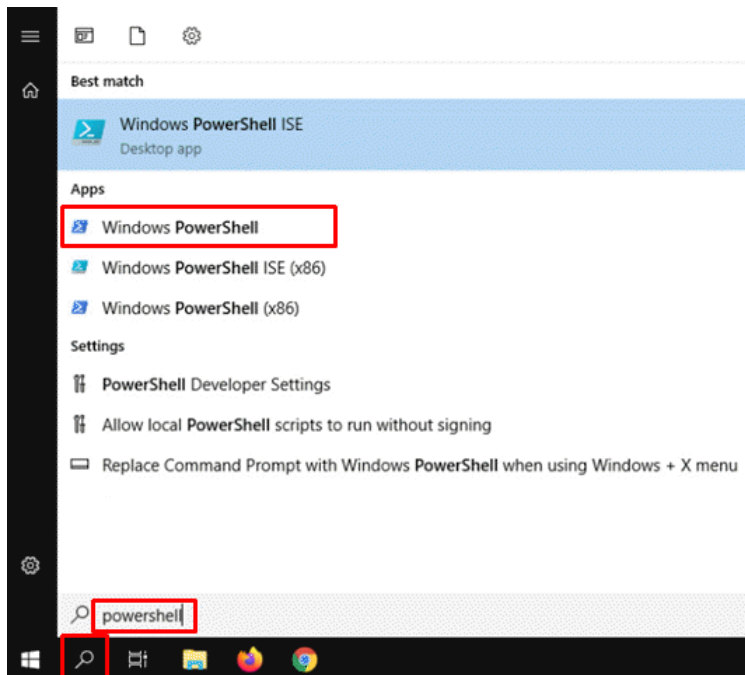 Best match
Windows PowerShell ISE
Desktop app
Apps
Windows PowerShell
Windows PowerShell ISE (x86)
Windows PowerShell (x86)
Settings
PowerShell Developer Settings
Allow local PowerShell scripts to run without signing
Replace Command Prompt with Windows PowerShell when using Windows + X menu
powershell